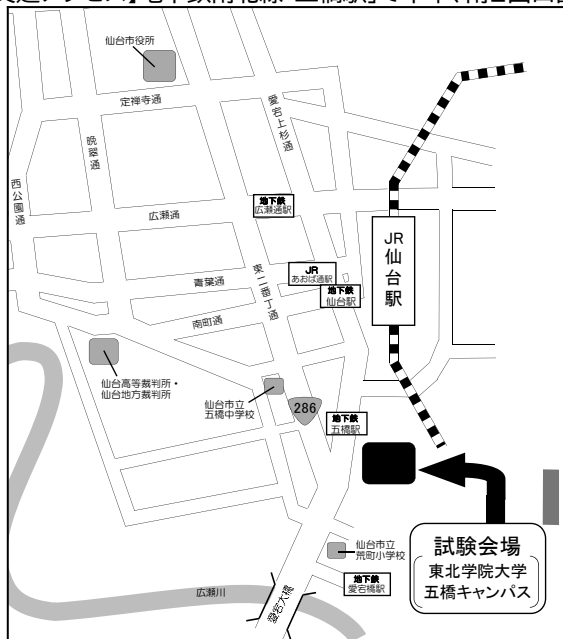 仙台市役所
定禅寺通
愛宕上杉通
晩翠通
西公園通
広瀬通
地下鉄
広瀬通駅
JR
仙台駅
JR
あおば通駅
地下鉄
仙台駅
青葉通
東二番丁通
南町通
仙台高等裁判所・
仙台地方裁判所
仙台市立
五橋中学校
286
地下鉄
五橋駅
試験会場
東北学院大学
五橋キャンパス
仙台市立
荒町小学校
地下鉄
愛宕橋駅
広瀬川
愛宕大橋